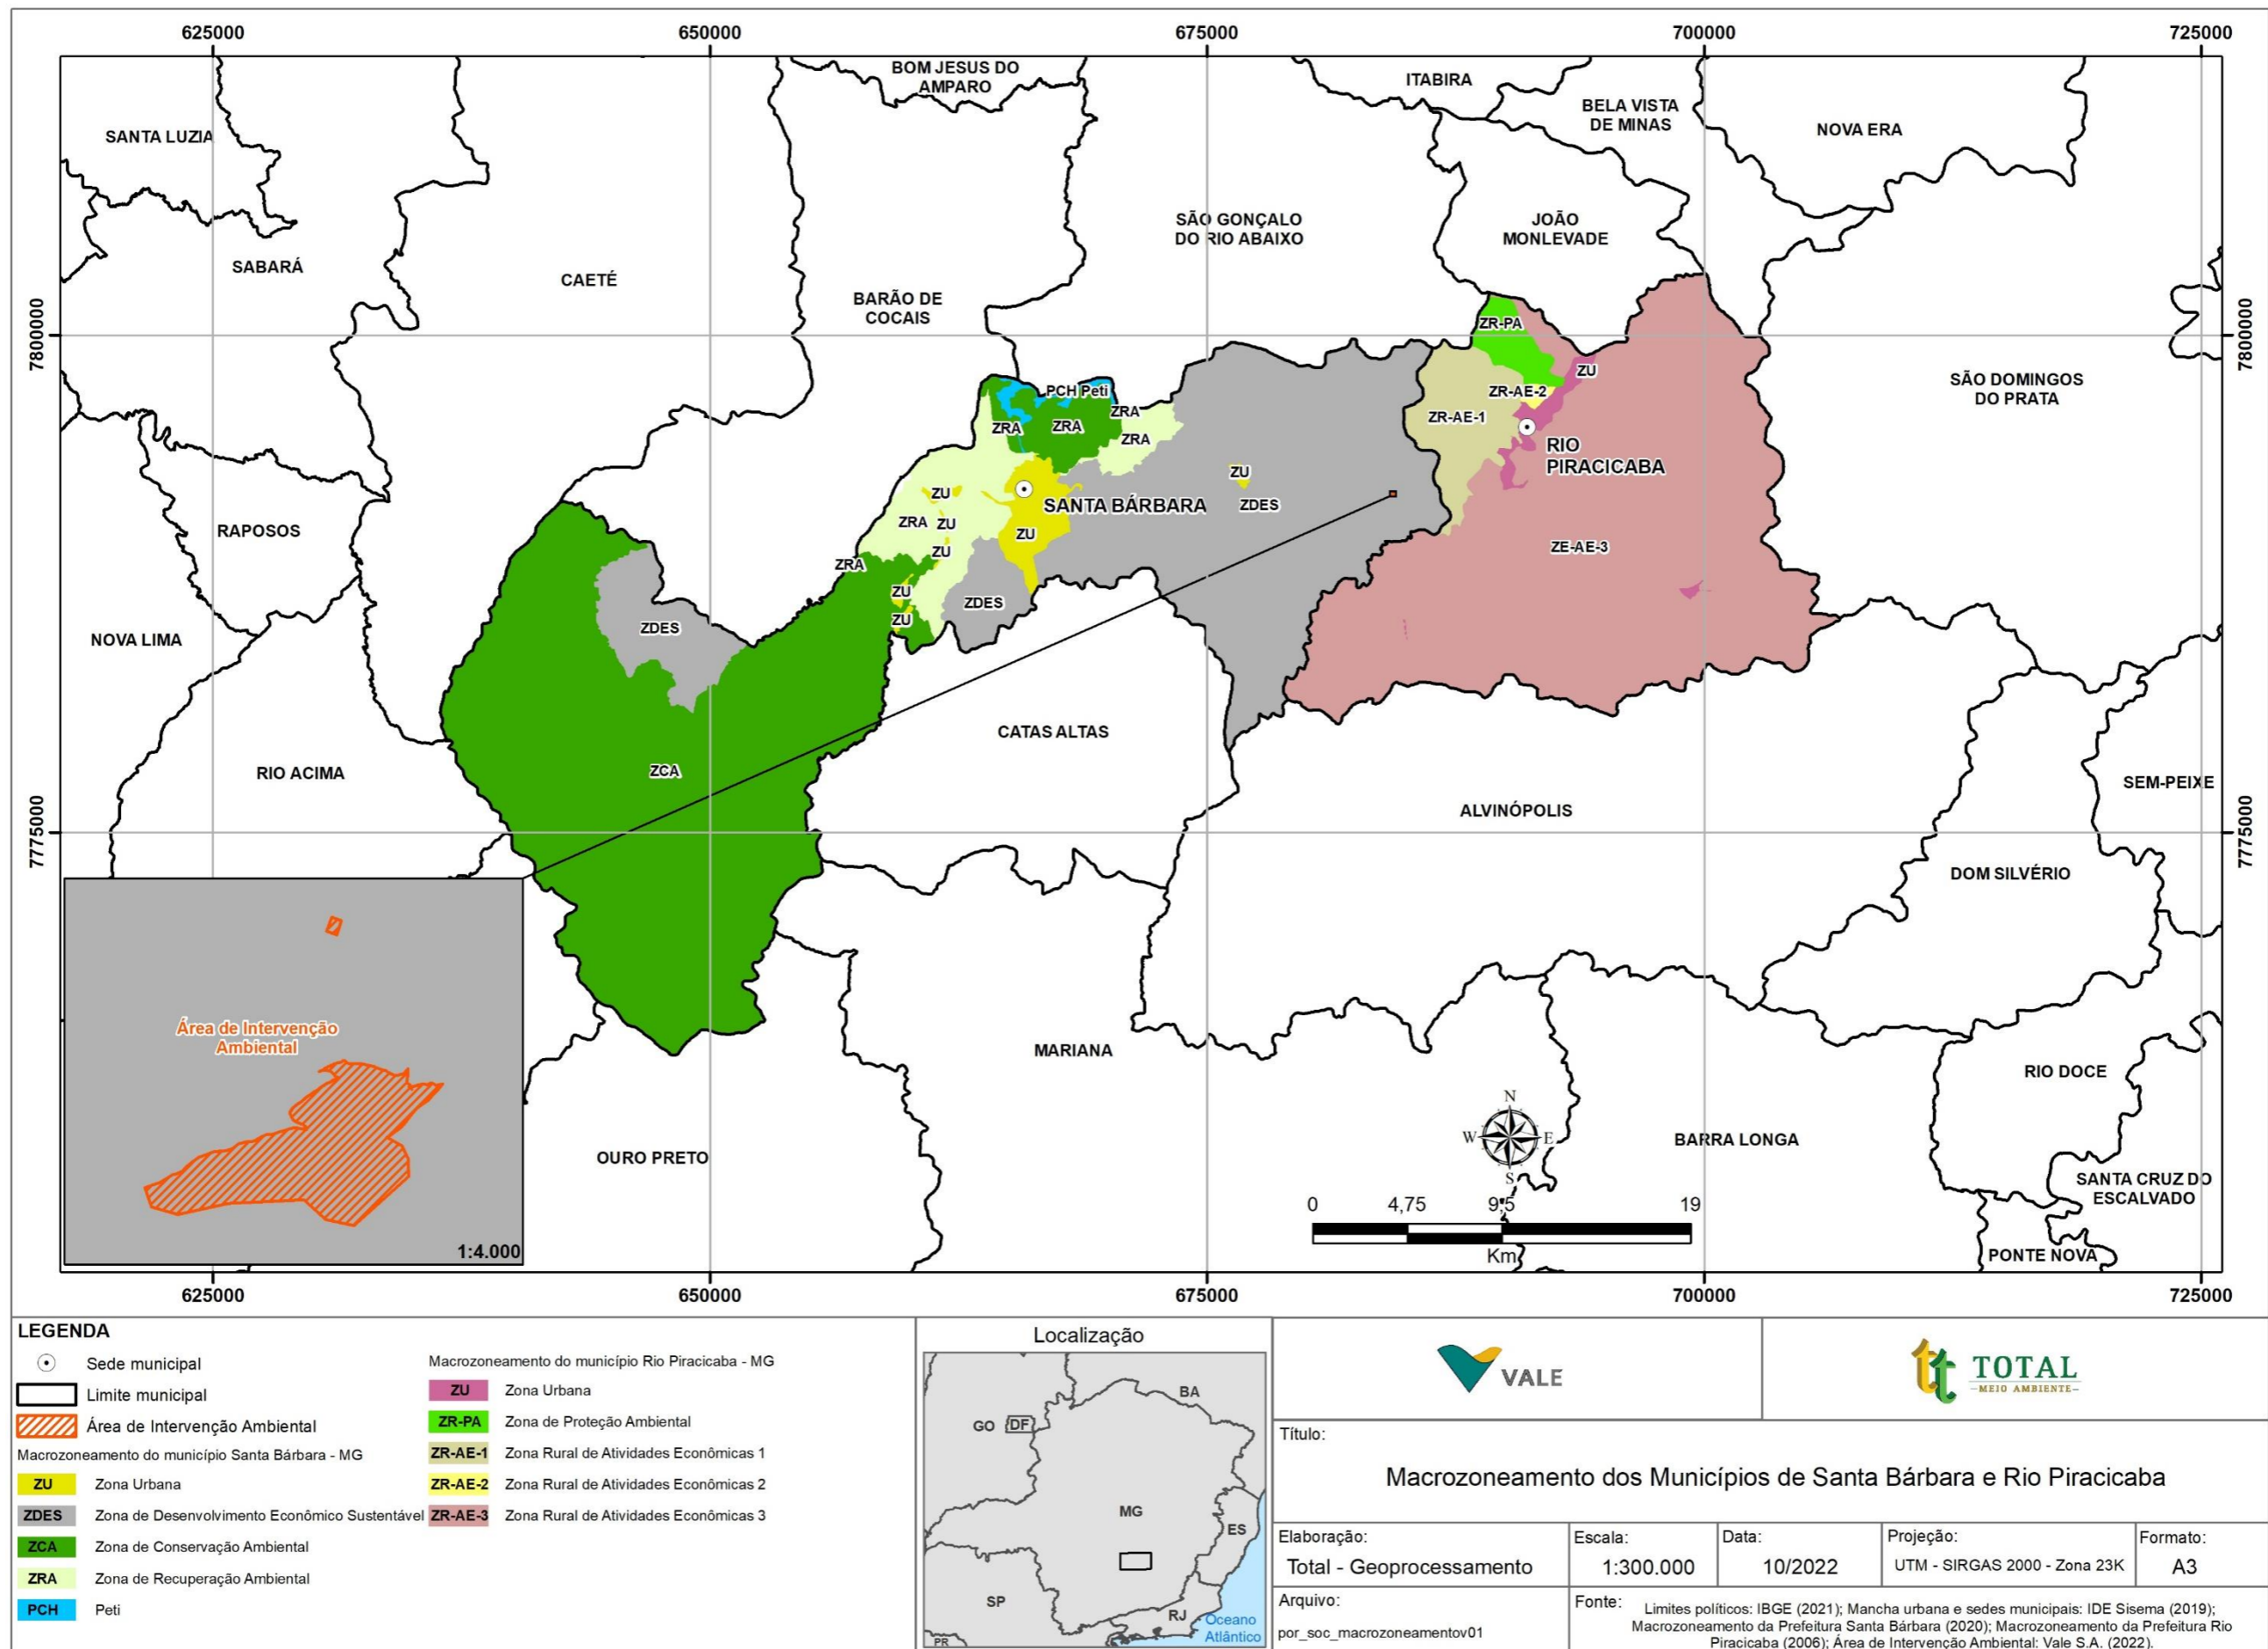 625000
650000
675000
700000
725000
BOM JESUS DO
AMPARO
ITABIRA
BELA VISTA
DE MINAS
NOVA ERA
SANTA LUZIA
SÃO GONÇALO
DO RIO ABAIXO
JOÃO
MONLEVADE
SABARÁ
CAETÉ
BARÃO DE
COCAIS
7800000
7800000
ZR-PA
ZU
PCH Peti
ZR-AE-2
SÃO DOMINGOS
DO PRATA
ZRA
ZRA
ZRA
ZRA
ZR-AE-1
RIO
PIRACICABA
ZU
ZU
SANTA BÁRBARA
ZDES
RAPOSOS
ZRA
ZU
ZU
ZU
ZE-AE-3
ZRA
ZU
ZDES
ZU
ZDES
NOVA LIMA
CATAS ALTAS
ZCA
RIO ACIMA
SEM-PEIXE
ALVINÓPOLIS
7775000
7775000
DOM SILVÉRIO
Área de Intervenção
Ambiental
MARIANA
RIO DOCE
N
W
E
S
BARRA LONGA
OURO PRETO
SANTA CRUZ DO
ESCALVADO
0 4,75 9,5 19
Km
1:4.000
PONTE NOVA
625000
650000
675000
700000
725000
LEGENDA
Sede municipal
Limite municipal
Área de Intervenção Ambiental
Macrozoneamento do município Santa Bárbara - MG
ZU Zona Urbana
ZDES Zona de Desenvolvimento Econômico Sustentável
ZCA Zona de Conservação Ambiental
ZRA Zona de Recuperação Ambiental
PCH Peti
Macrozoneamento do município Rio Piracicaba - MG
ZU Zona Urbana
ZR-PA Zona de Proteção Ambiental
ZR-AE-1 Zona Rural de Atividades Econômicas 1
ZR-AE-2 Zona Rural de Atividades Econômicas 2
ZR-AE-3 Zona Rural de Atividades Econômicas 3
Localização
BA
GO
DF
MG
ES
SP
RJ
PR
Oceano
Atlântico
VALE
tt TOTAL
MEIO AMBIENTE
Título:
Macrozoneamento dos Municípios de Santa Bárbara e Rio Piracicaba
Elaboração:
Total - Geoprocessamento
Escala:
1:300.000
Data:
10/2022
Projeção:
UTM - SIRGAS 2000 - Zona 23K
Formato:
A3
Arquivo:
por_soc_macrozoneamentov01
Fonte: Limites políticos: IBGE (2021); Mancha urbana e sedes municipais: IDE Sisema (2019);
Macrozoneamento da Prefeitura Santa Bárbara (2020); Macrozoneamento da Prefeitura Rio
Piracicaba (2006); Área de Intervenção Ambiental: Vale S.A. (2022).